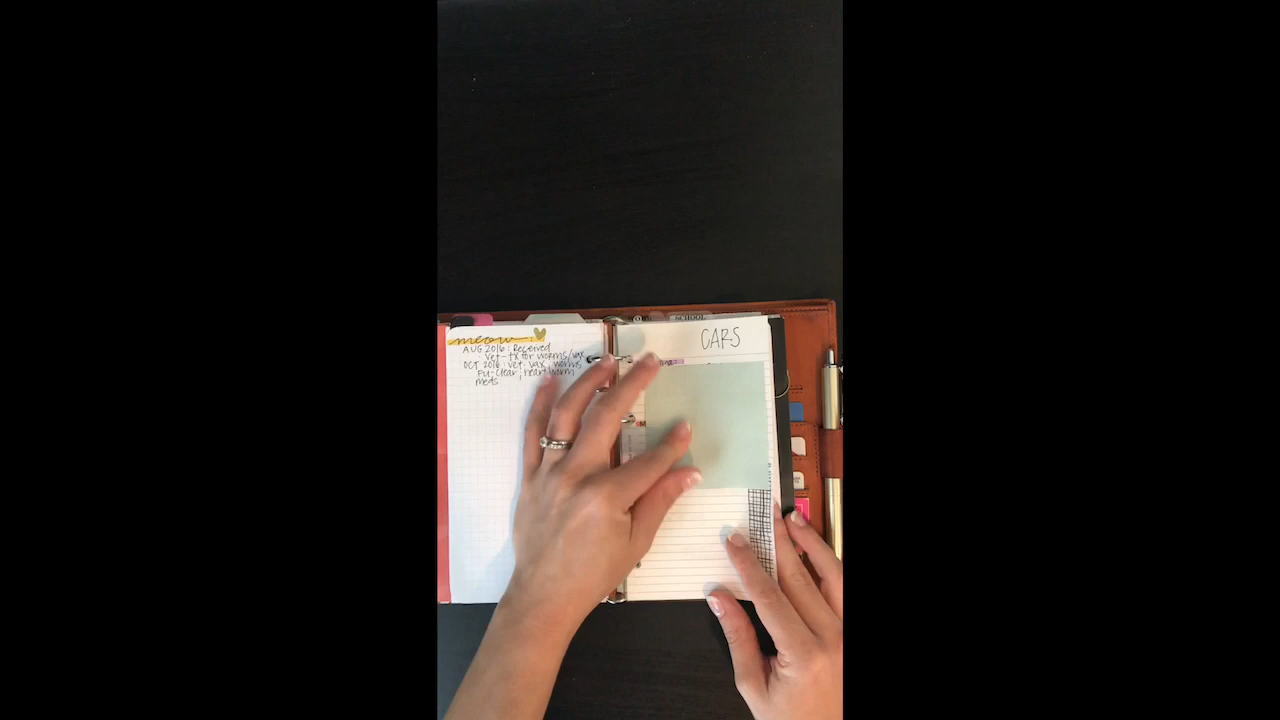 meow:
AUG 2016: Received
- Vet - tx for worms/vax
OCT 2016: vet- vax, worms,
FLU-Clear, heartworm
meds
SCHOOL
CARS